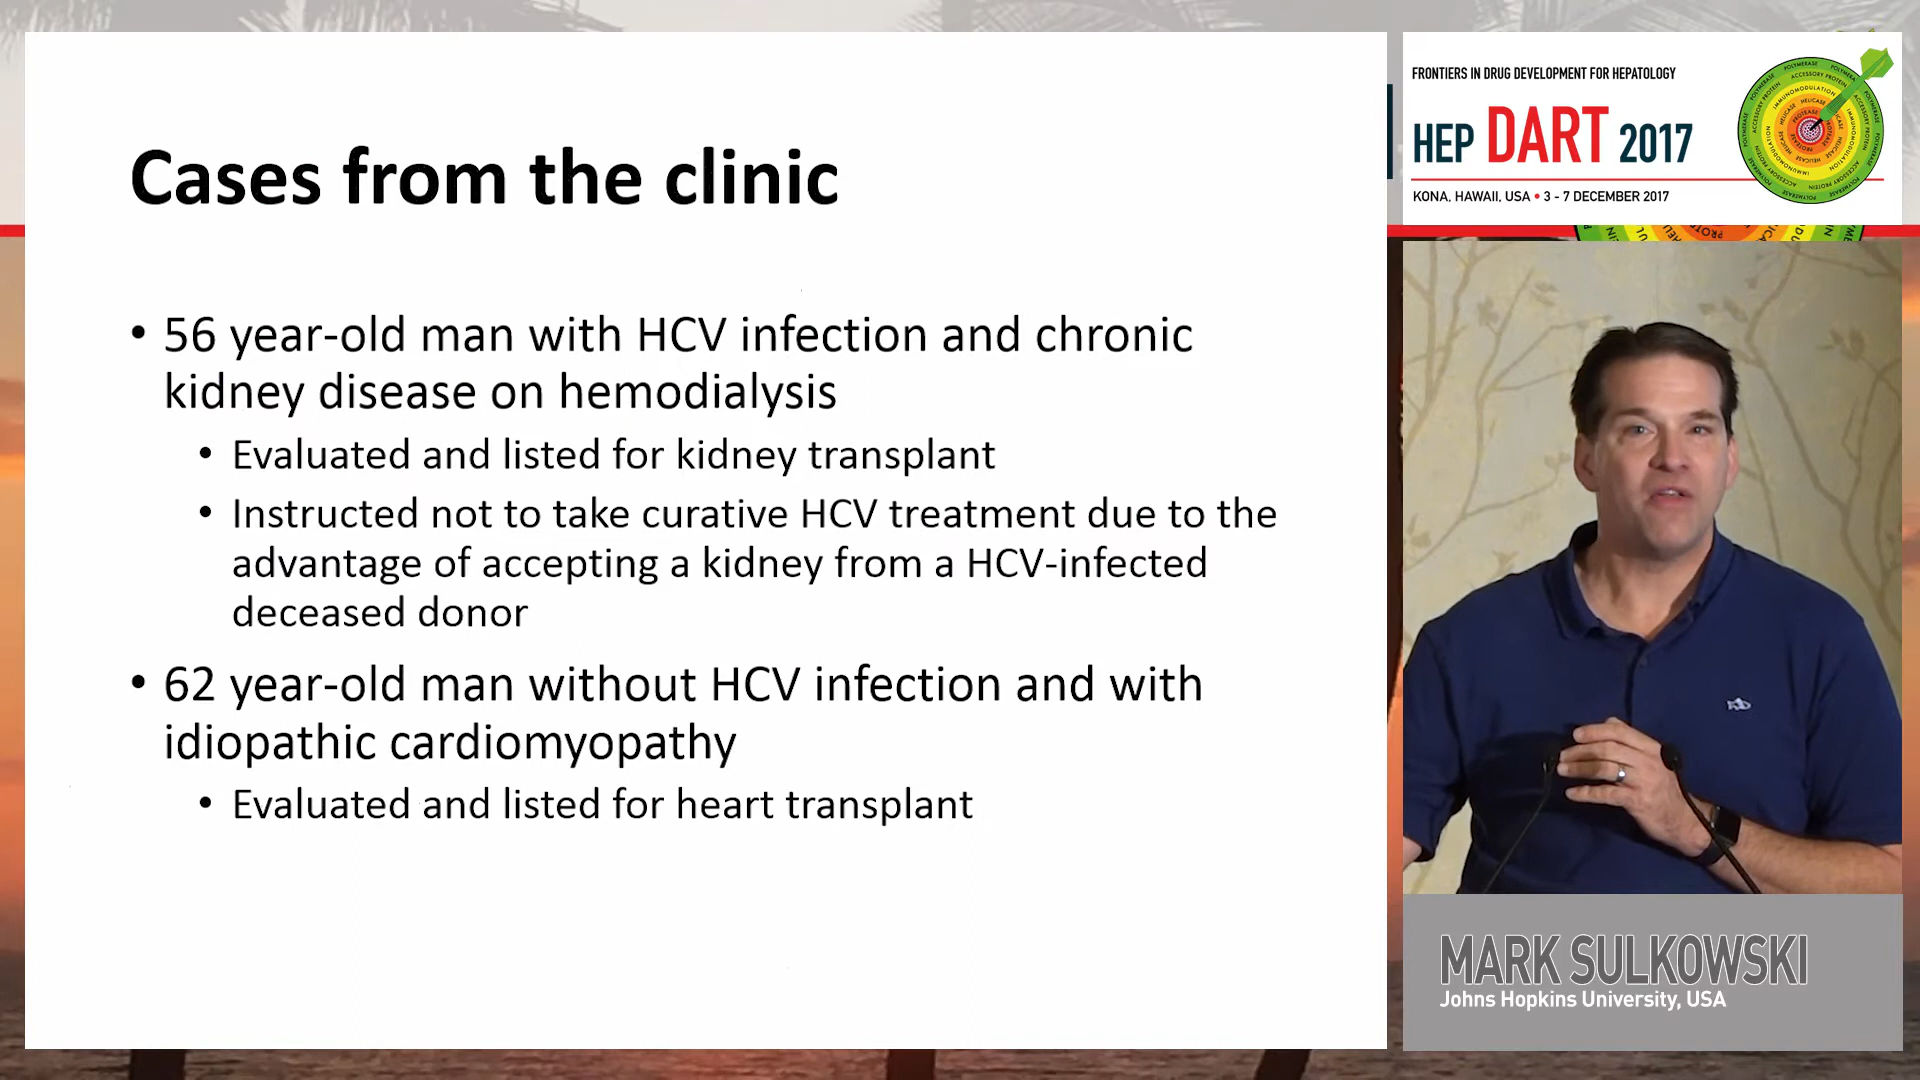 Cases from the clinic
• 56 year-old man with HCV infection and chronic
kidney disease on hemodialysis
• Evaluated and listed for kidney transplant
• Instructed not to take curative HCV treatment due to the
advantage of accepting a kidney from a HCV-infected
deceased donor
• 62 year-old man without HCV infection and with
idiopathic cardiomyopathy
• Evaluated and listed for heart transplant
FRONTIERS IN DRUG DEVELOPMENT FOR HEPATOLOGY
HEP DART 2017
KONA, HAWAII, USA • 3 - 7 DECEMBER 2017
MARK SULKOWSKI
Johns Hopkins University, USA